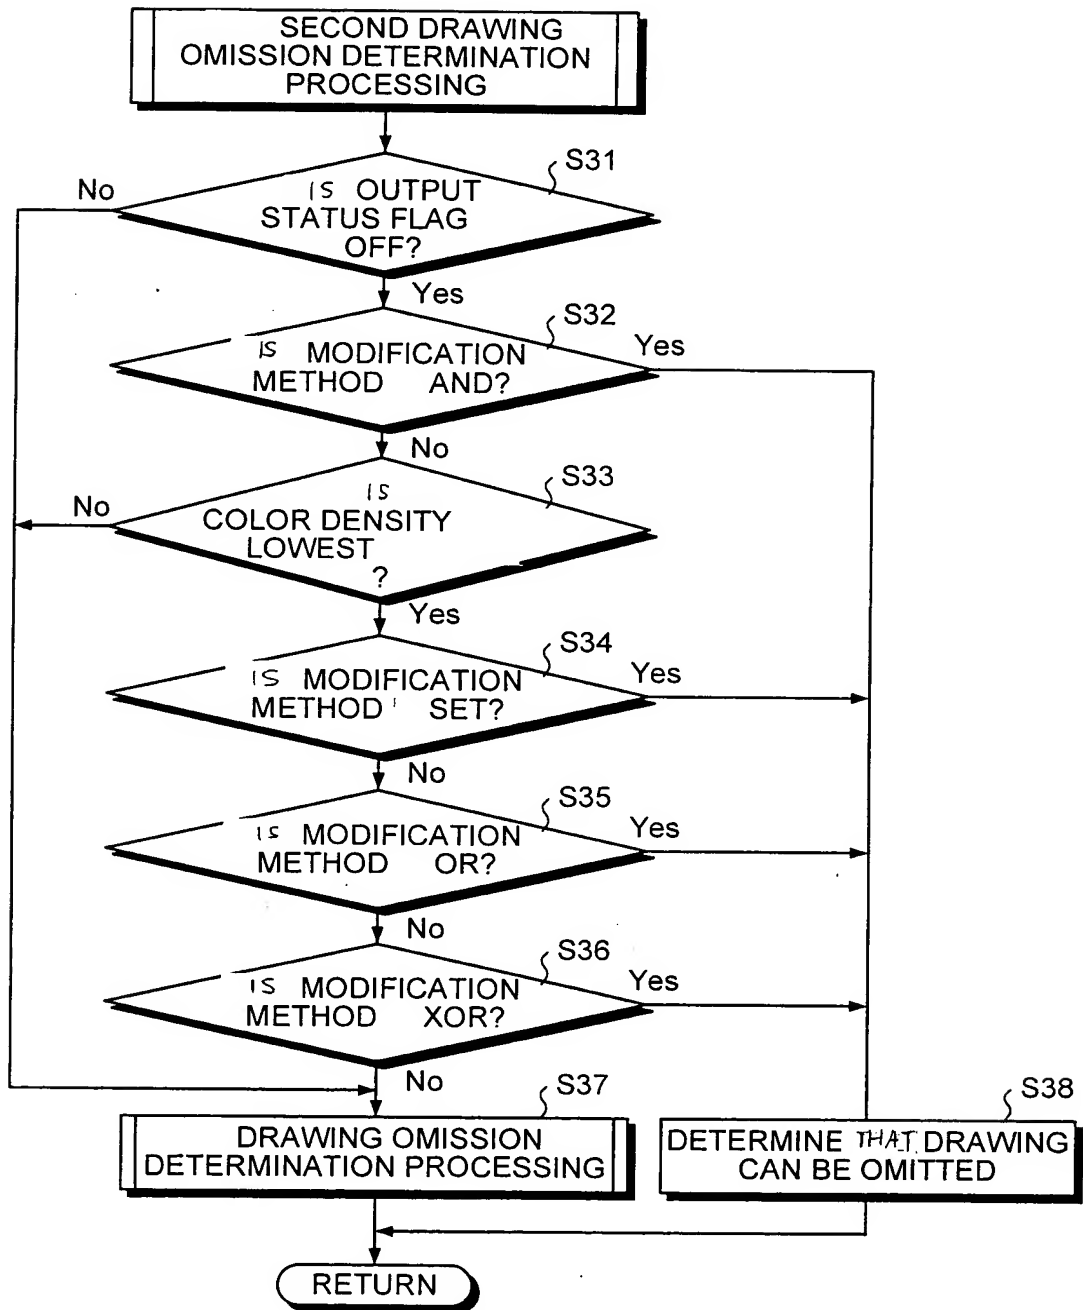 SECOND DRAWING
OMISSION DETERMINATION
PROCESSING
S31
No
IS OUTPUT
STATUS FLAG
OFF?
Yes
S32
IS MODIFICATION
METHOD AND?
Yes
No
S33
No
IS
COLOR DENSITY
LOWEST
?
Yes
S34
IS MODIFICATION
METHOD SET?
Yes
No
S35
IS MODIFICATION
METHOD OR?
Yes
No
S36
IS MODIFICATION
METHOD XOR?
Yes
No
S37
DRAWING OMISSION
DETERMINATION PROCESSING
S38
DETERMINE THAT DRAWING
CAN BE OMITTED
RETURN